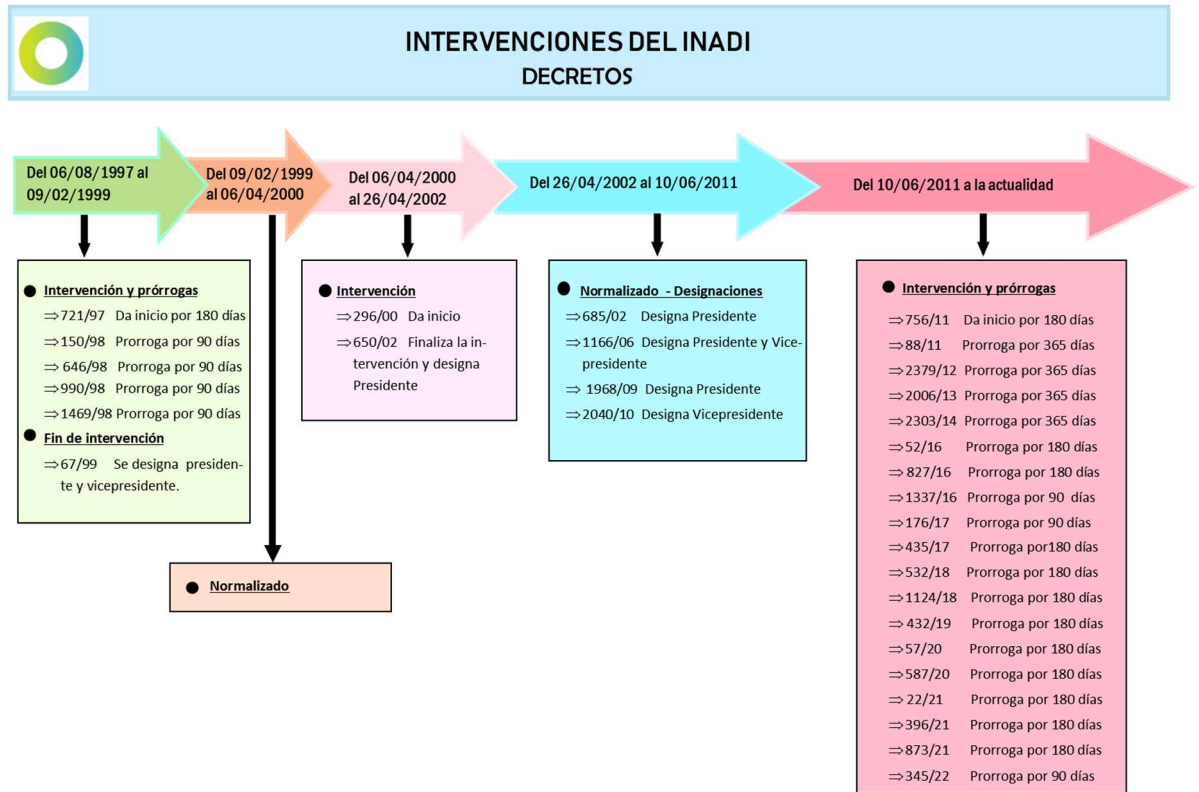 INTERVENCIONES DEL INADI
DECRETOS
Del 06/08/1997 al
09/02/1999
Del 09/02/1999
al 06/04/2000
Del 06/04/2000
al 26/04/2002
Del 26/04/2002 al 10/06/2011
Del 10/06/2011 a la actualidad
● Intervención y prórrogas
⇒721/97 Da inicio por 180 días
⇒150/98 Prorroga por 90 días
⇒646/98 Prorroga por 90 días
⇒990/98 Prorroga por 90 días
⇒1469/98 Prorroga por 90 días
● Fin de intervención
⇒67/99 Se designa presiden-
te y vicepresidente.
● Normalizado
● Intervención
⇒296/00 Da inicio
⇒650/02 Finaliza la in-
tervención y designa
Presidente
● Normalizado - Designaciones
⇒685/02 Designa Presidente
⇒1166/06 Designa Presidente y Vice-
presidente
⇒1968/09 Designa Presidente
⇒2040/10 Designa Vicepresidente
● Intervención y prórrogas
⇒756/11 Da inicio por 180 días
⇒88/11 Prorroga por 365 días
⇒2379/12 Prorroga por 365 días
⇒2006/13 Prorroga por 365 días
⇒2303/14 Prorroga por 365 días
⇒52/16 Prorroga por 180 días
⇒827/16 Prorroga por 180 días
⇒1337/16 Prorroga por 90 días
⇒176/17 Prorroga por 90 días
⇒435/17 Prorroga por180 días
⇒532/18 Prorroga por 180 días
⇒1124/18 Prorroga por 180 días
⇒432/19 Prorroga por 180 días
⇒57/20 Prorroga por 180 días
⇒587/20 Prorroga por 180 días
⇒22/21 Prorroga por 180 días
⇒396/21 Prorroga por 180 días
⇒873/21 Prorroga por 180 días
⇒345/22 Prorroga por 90 días